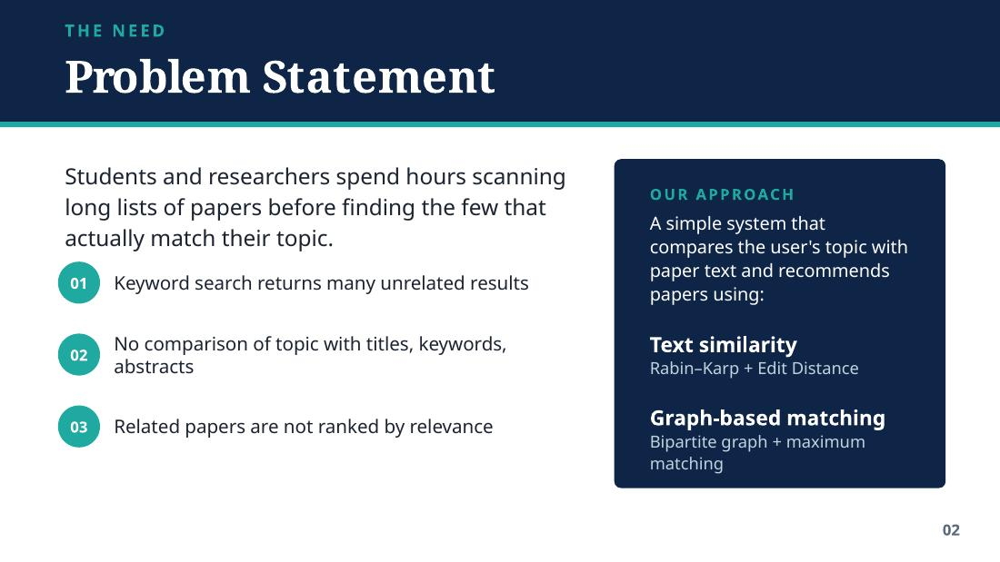 THE NEED
Problem Statement
Students and researchers spend hours scanning
long lists of papers before finding the few that
actually match their topic.
01
Keyword search returns many unrelated results
02
No comparison of topic with titles, keywords,
abstracts
03
Related papers are not ranked by relevance
OUR APPROACH
A simple system that
compares the user's topic with
paper text and recommends
papers using:
Text similarity
Rabin–Karp + Edit Distance
Graph-based matching
Bipartite graph + maximum
matching
02